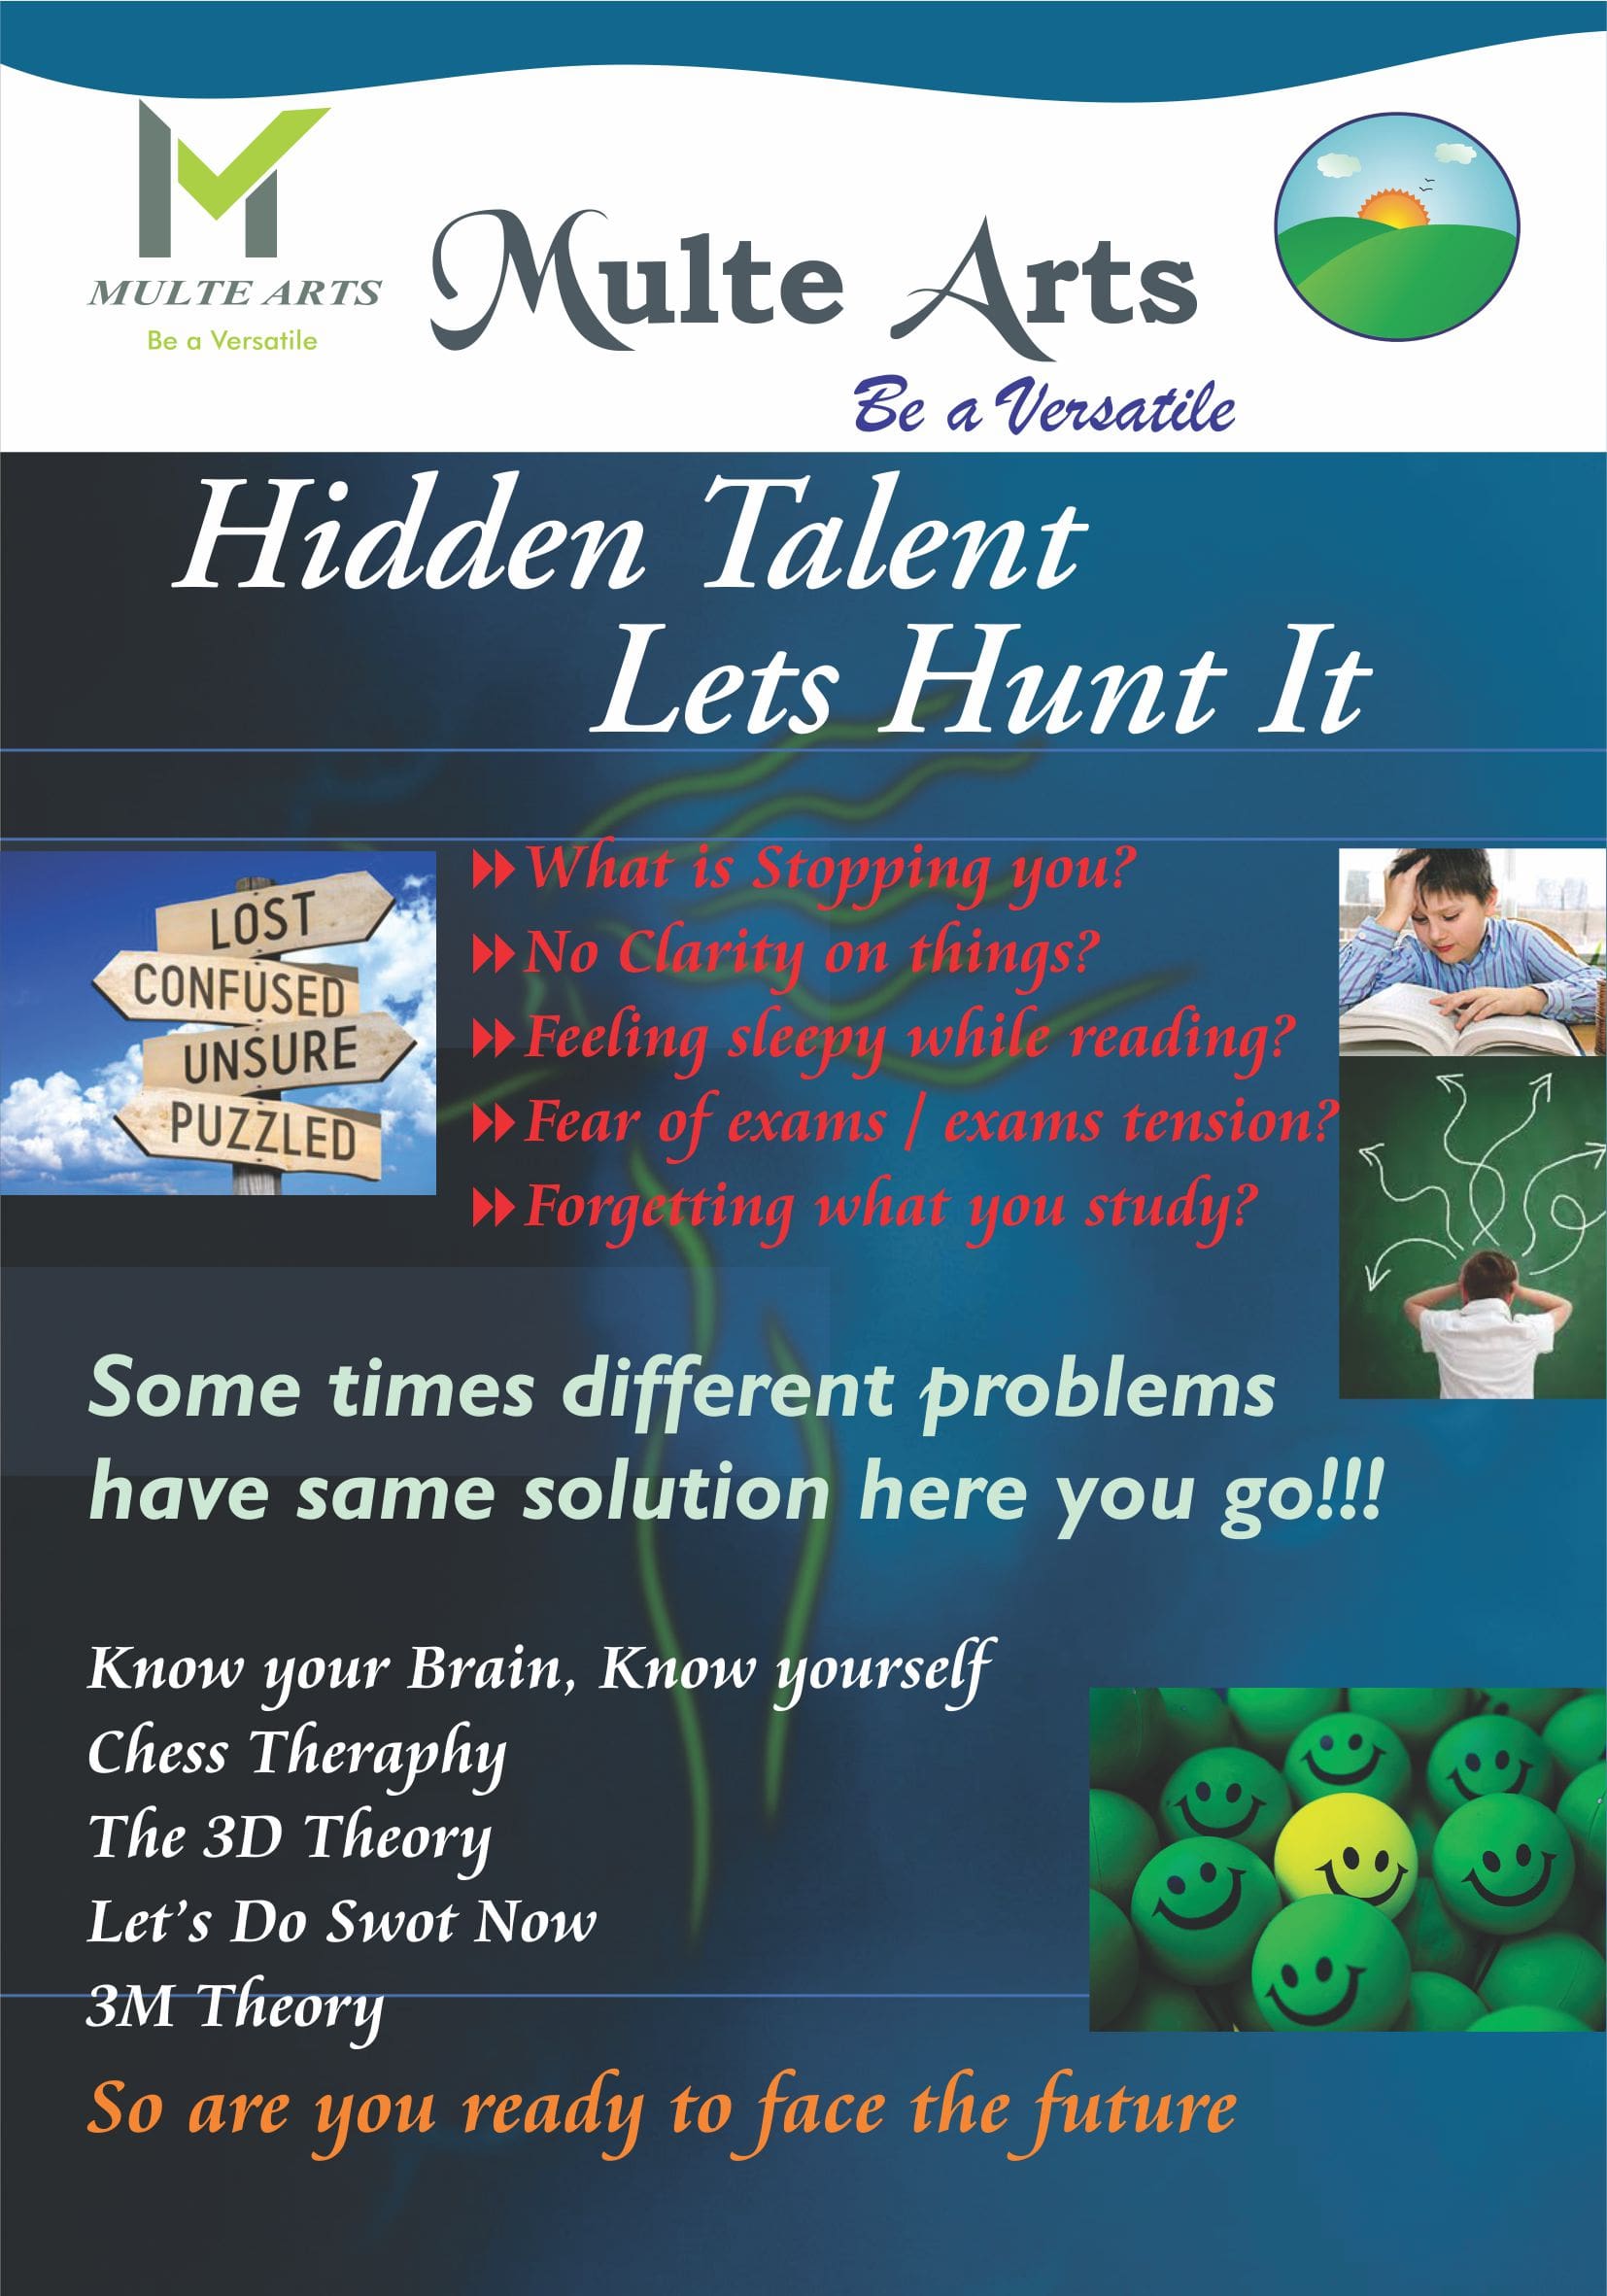 MULTE ARTS
Be a Versatile
Multe Arts
Be a Versatile
Hidden Talent
Lets Hunt It
What is Stopping you?
No Clarity on things?
Feeling sleepy while reading?
Fear of exams / exams tension?
Forgetting what you study?
LOST
CONFUSED
UNSURE
PUZZLED
Some times different problems
have same solution here you go!!!
Know your Brain, Know yourself
Chess Theraphy
The 3D Theory
Let's Do Swot Now
3M Theory
So are you ready to face the future